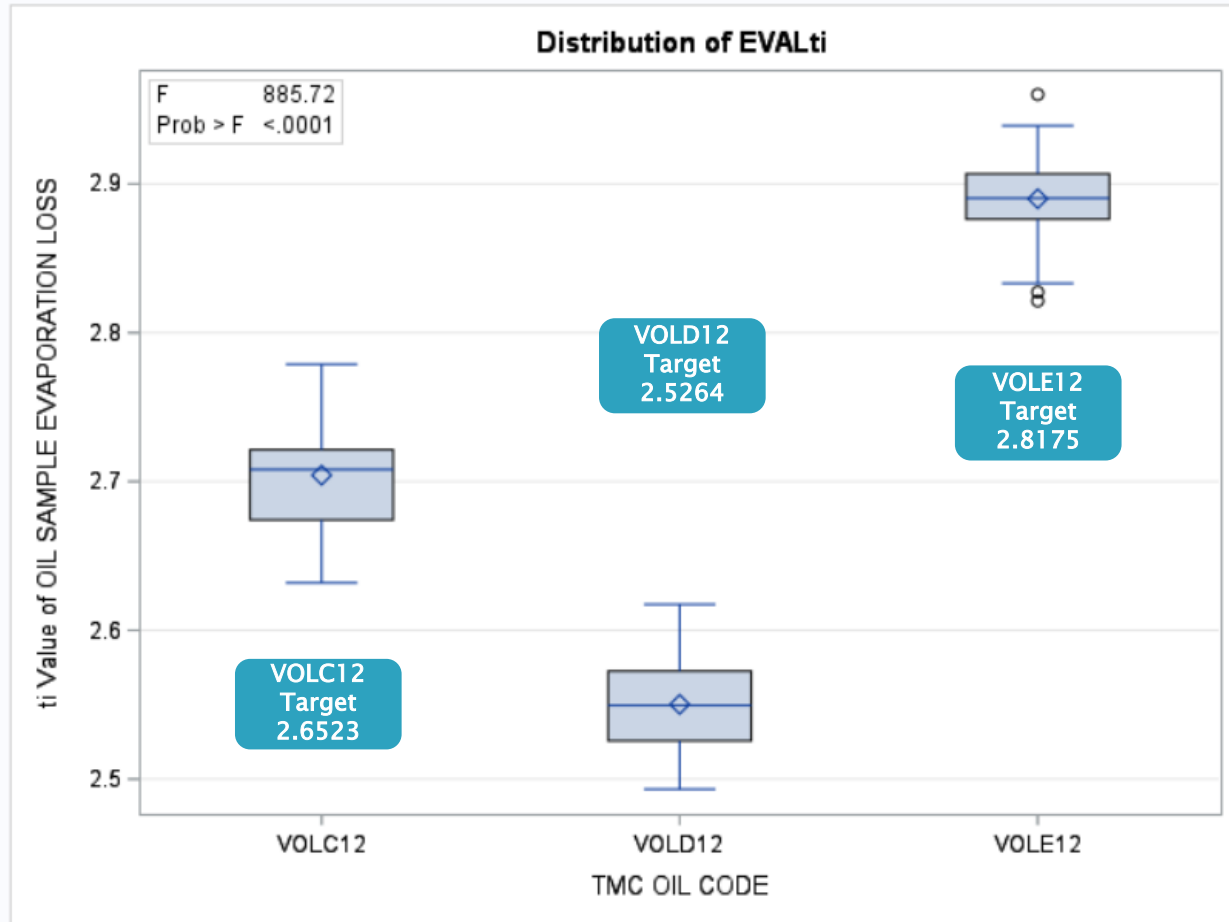 Distribution of EVALti
F 885.72
Prob > F <.0001
ti Value of OIL SAMPLE EVAPORATION LOSS
2.9
2.8
2.7
2.6
2.5
VOLD12
Target
2.5264
VOLE12
Target
2.8175
VOLC12
Target
2.6523
VOLC12 VOLD12 VOLE12
TMC OIL CODE